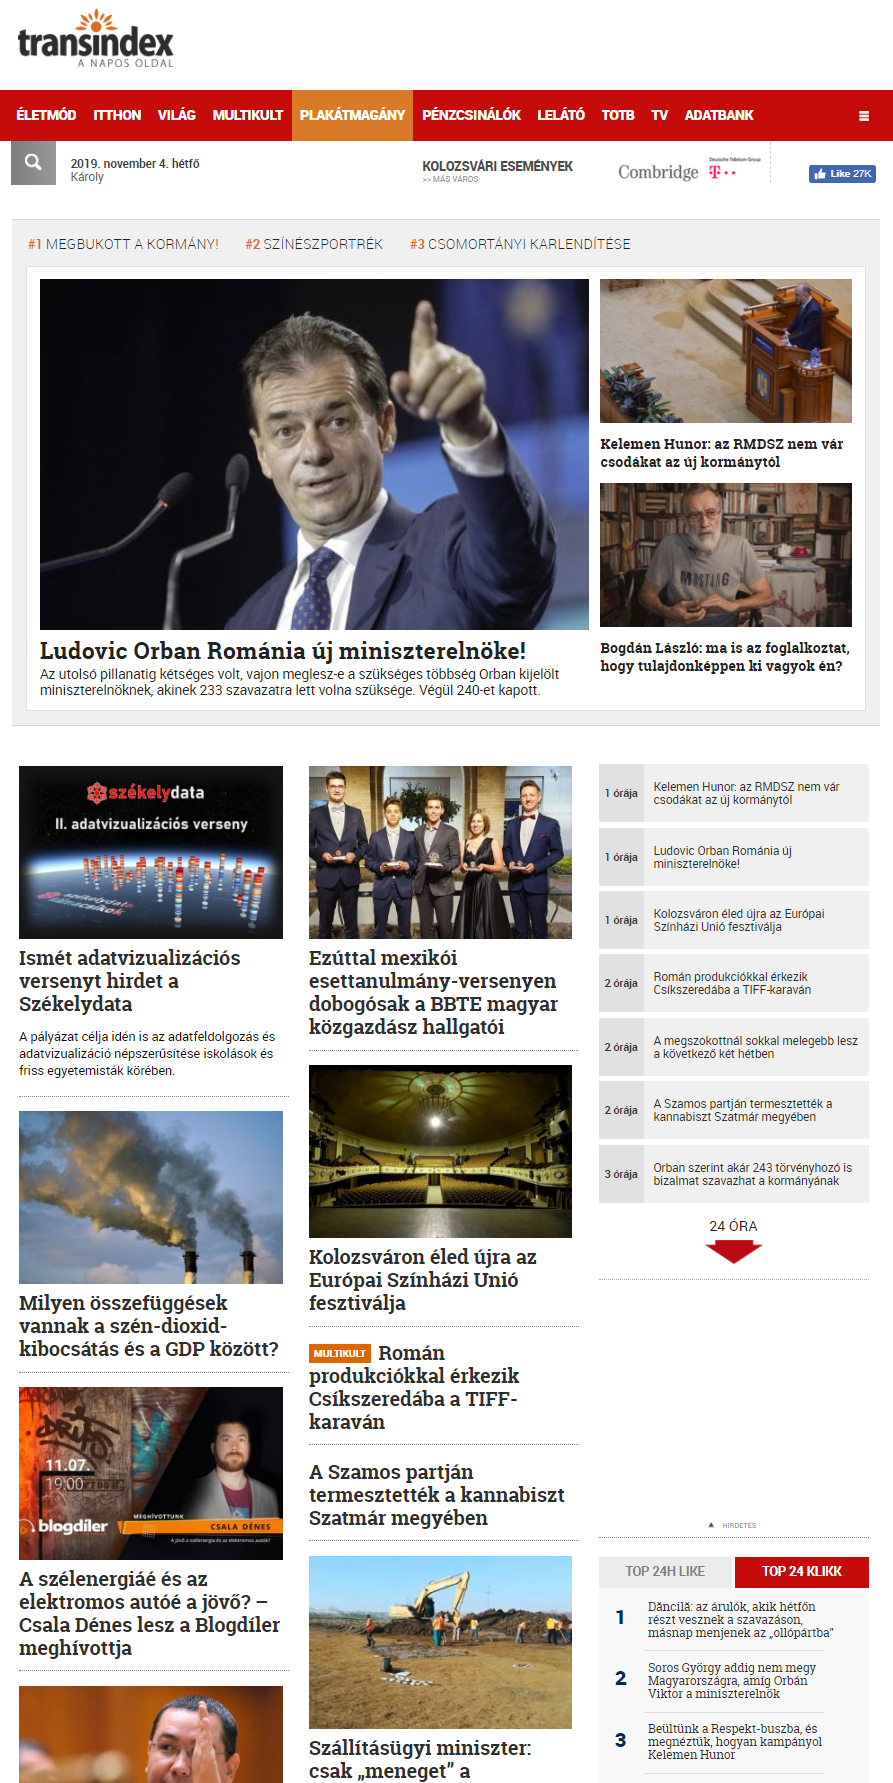 transindex
A NAPOS OLDAL
ÉLETMÓD ITTHON VILÁG MULTIKULT PLAKÁTMAGÁNY PÉNZCSINÁLÓK LELÁTÓ TOTB TV ADATBANK
2019. november 4. hétfő
Károly
KOLOZSVÁRI ESEMÉNYEK
>> MÁS VÁROS
Combridge
Deutsche Telekom Group
T
Like 27K
#1 MEGBUKOTT A KORMÁNY! #2 SZÍNÉSZPORTRÉK #3 CSOMORTÁNYI KARLENDÍTÉSE
Ludovic Orban Románia új miniszterelnöke!
Az utolsó pillanatig kétséges volt, vajon meglesz-e a szükséges többség Orban kijelölt
miniszterelnöknek, akinek 233 szavazatra lett volna szüksége. Végül 240-et kapott.
Kelemen Hunor: az RMDSZ nem vár
csodákat az új kormánytól
MUSTANG
Bogdán László: ma is az foglalkoztat,
hogy tulajdonképpen ki vagyok én?
székelydata
II. adatvizualizációs verseny
Ismét adatvizualizációs
versenyt hirdet a
Székelydata
A pályázat célja idén is az adatfeldolgozás és
adatvizualizáció népszerűsítése iskolások és
friss egyetemisták körében.
Milyen összefüggések
vannak a szén-dioxid-
kibocsátás és a GDP között?
11.07.
19:00
MEGHÍVOTTUNK
CSALA DÉNES
blogdíler
A jövő a szélenergia és az elektromos autók?
A szélenergiáé és az
elektromos autóé a jövő? –
Csala Dénes lesz a Blogdíler
meghívottja
Ezúttal mexikói
esettanulmány-versenyen
dobogósak a BBTE magyar
közgazdász hallgatói
Kolozsváron éled újra az
Európai Színházi Unió
fesztiválja
MULTIKULT Román
produkciókkal érkezik
Csíkszeredába a TIFF-
karaván
A Szamos partján
termesztették a kannabiszt
Szatmár megyében
Szállításügyi miniszter:
csak „meneget” a
1 órája
Kelemen Hunor: az RMDSZ nem vár
csodákat az új kormánytól
1 órája
Ludovic Orban Románia új
miniszterelnöke!
1 órája
Kolozsváron éled újra az Európai
Színházi Unió fesztiválja
2 órája
Román produkciókkal érkezik
Csíkszeredába a TIFF-karaván
2 órája
A megszokottnál sokkal melegebb lesz
a következő két hétben
2 órája
A Szamos partján termesztették a
kannabiszt Szatmár megyében
3 órája
Orban szerint akár 243 törvényhozó is
bizalmat szavazhat a kormányának
24 ÓRA
HIRDETÉS
TOP 24H LIKE TOP 24 KLIKK
1
Dăncilă: az árulók, akik hétfőn
részt vesznek a szavazáson,
másnap menjenek az „ollópártba”
2
Soros György addig nem megy
Magyarországra, amíg Orbán
Viktor a miniszterelnök
3
Beültünk a Respekt-buszba, és
megnéztük, hogyan kampányol
Kelemen Hunor